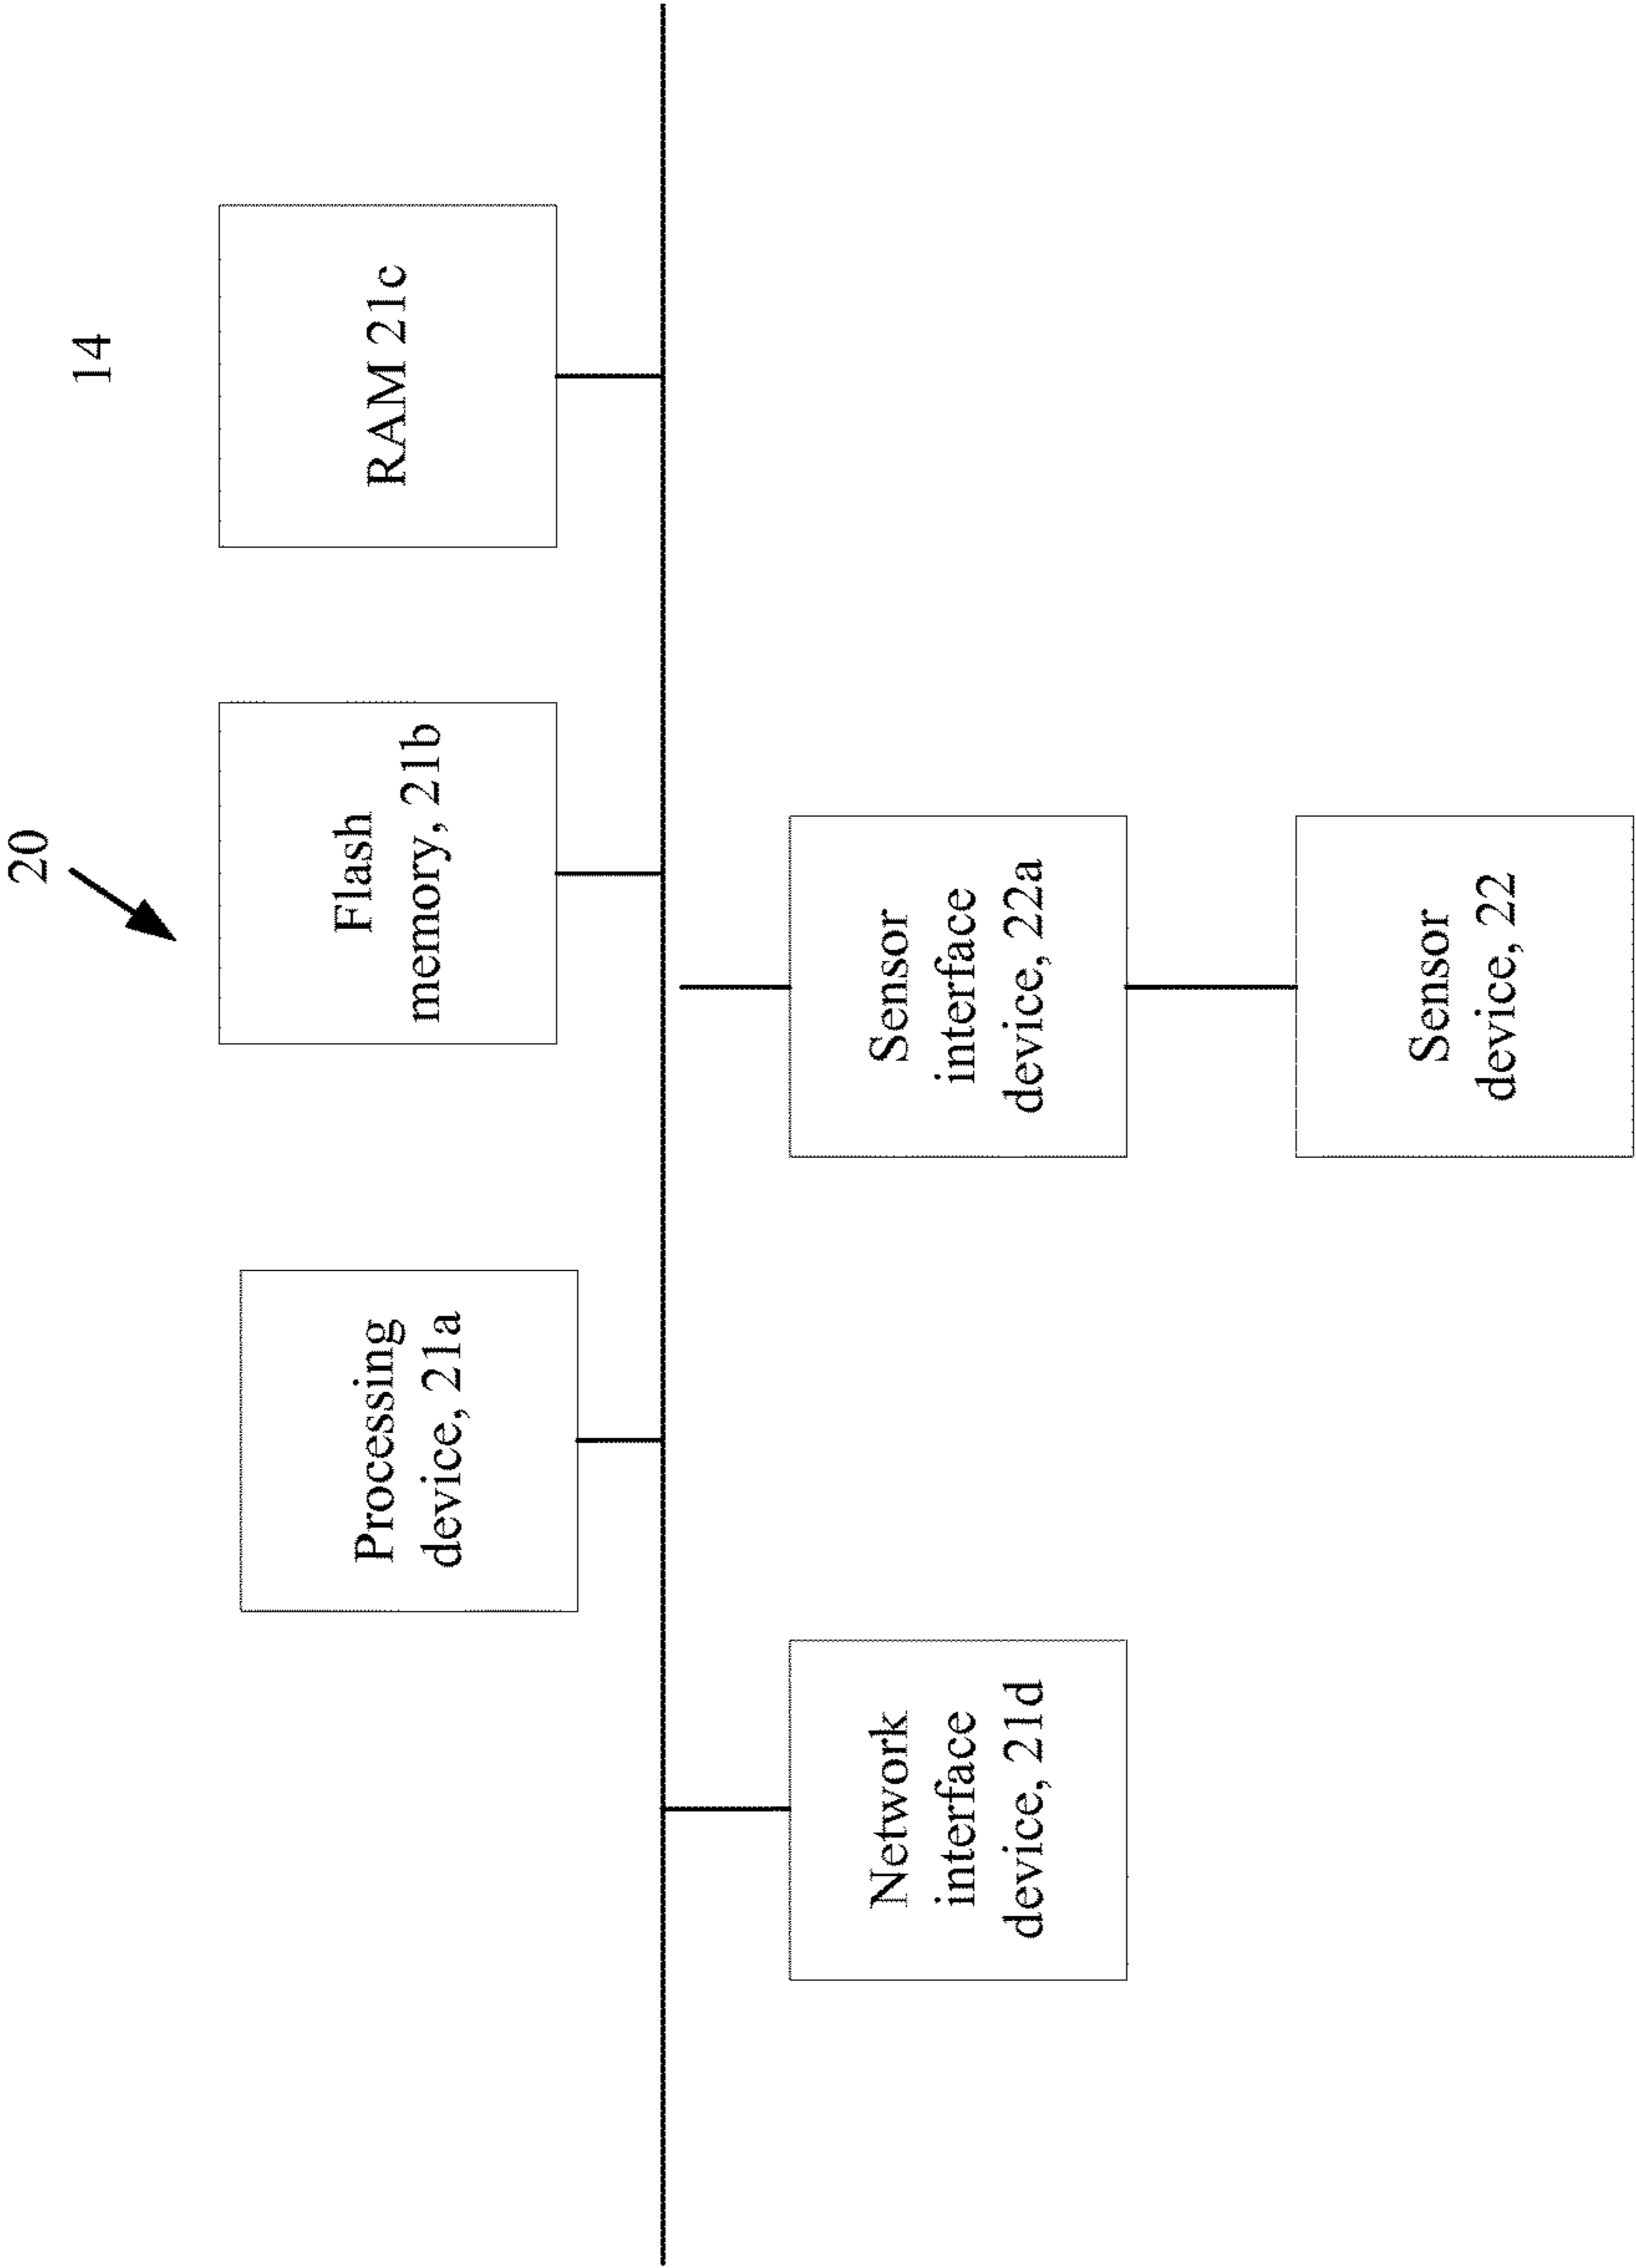 20
14
Processing
device, 21a
Flash
memory, 21b
RAM 21c
Network
interface
device, 21d
Sensor
interface
device, 22a
Sensor
device, 22